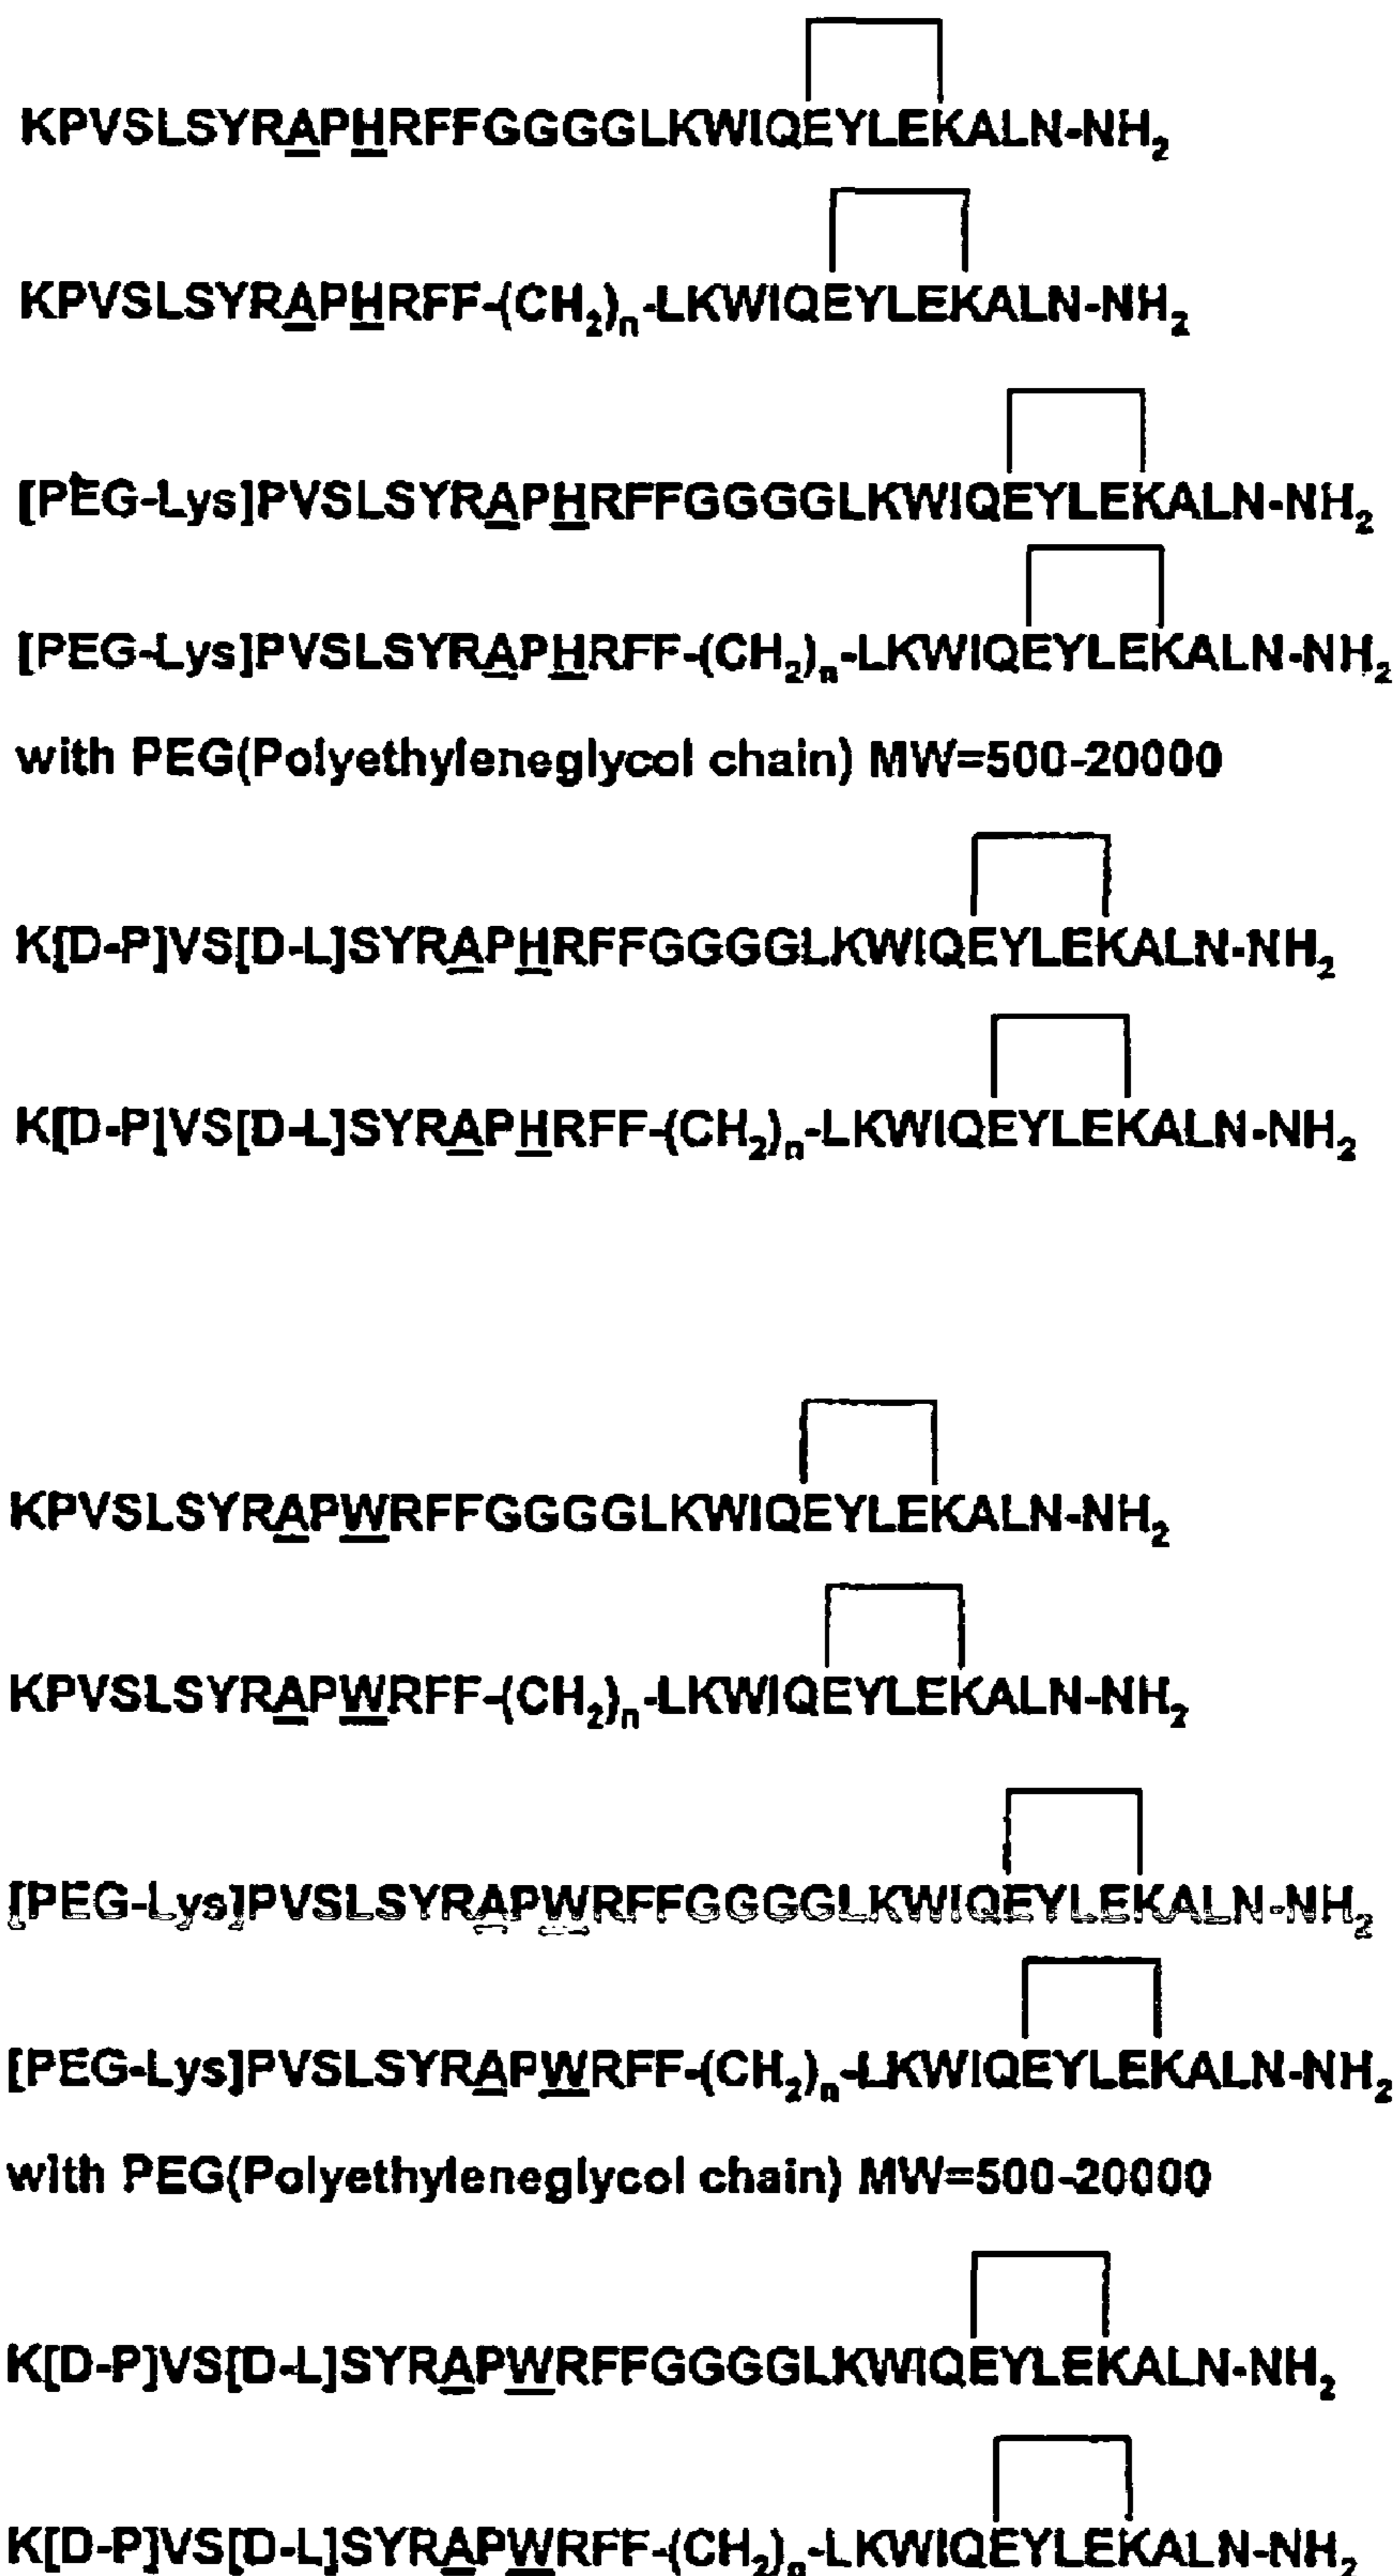 KPVSLSYRAPHRFFGGGGLKWIQEYLEKALN-NH₂
KPVSLSYRAPHRFF-(CH₂)ₙ-LKWIQEYLEKALN-NH₂
[PEG-Lys]PVSLSYRAPHRFFGGGGLKWIQEYLEKALN-NH₂
[PEG-Lys]PVSLSYRAPHRFF-(CH₂)ₙ-LKWIQEYLEKALN-NH₂
with PEG(Polyethyleneglycol chain) MW=500-20000
K[D-P]VS[D-L]SYRAPHRFFGGGGLKWIQEYLEKALN-NH₂
K[D-P]VS[D-L]SYRAPHRFF-(CH₂)ₙ-LKWIQEYLEKALN-NH₂
KPVSLSYRAPWRFFGGGGLKWIQEYLEKALN-NH₂
KPVSLSYRAPWRFF-(CH₂)ₙ-LKWIQEYLEKALN-NH₂
[PEG-Lys]PVSLSYRAPWRFFGGGGLKWIQEYLEKALN-NH₂
[PEG-Lys]PVSLSYRAPWRFF-(CH₂)ₙ-LKWIQEYLEKALN-NH₂
with PEG(Polyethyleneglycol chain) MW=500-20000
K[D-P]VS[D-L]SYRAPWRFFGGGGLKWIQEYLEKALN-NH₂
K[D-P]VS[D-L]SYRAPWRFF-(CH₂)ₙ-LKWIQEYLEKALN-NH₂